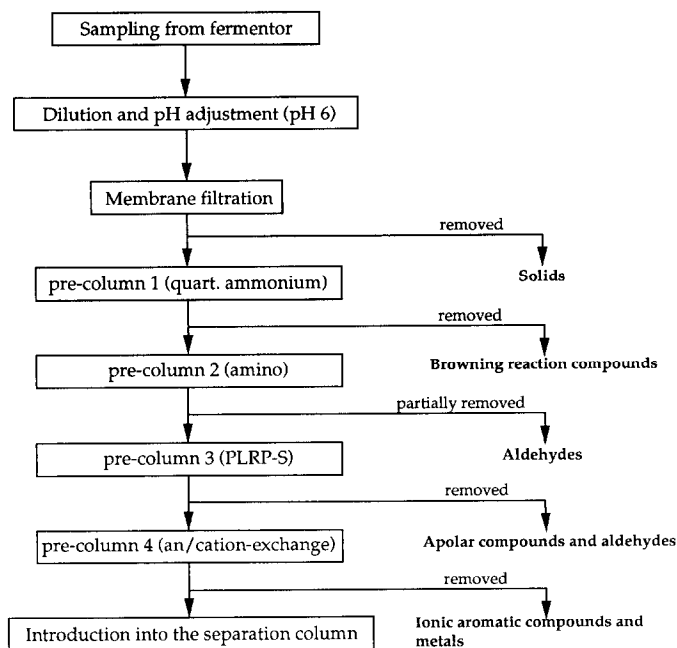 Sampling from fermentor
Dilution and pH adjustment (pH 6)
Membrane filtration
removed
Solids
pre-column 1 (quart. ammonium)
removed
Browning reaction compounds
pre-column 2 (amino)
partially removed
Aldehydes
pre-column 3 (PLRP-S)
removed
Apolar compounds and aldehydes
pre-column 4 (an/cation-exchange)
removed
Ionic aromatic compounds and
metals
Introduction into the separation column